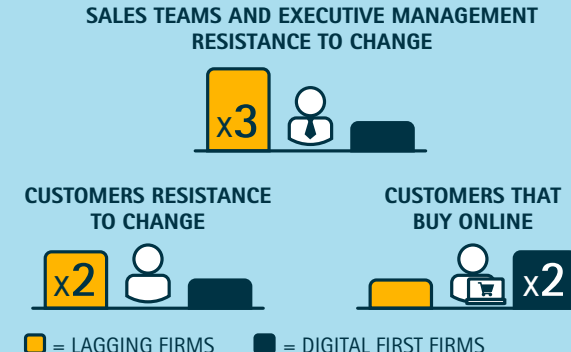 SALES TEAMS AND EXECUTIVE MANAGEMENT
RESISTANCE TO CHANGE
x3
CUSTOMERS RESISTANCE
TO CHANGE
x2
CUSTOMERS THAT
BUY ONLINE
x2
= LAGGING FIRMS
= DIGITAL FIRST FIRMS